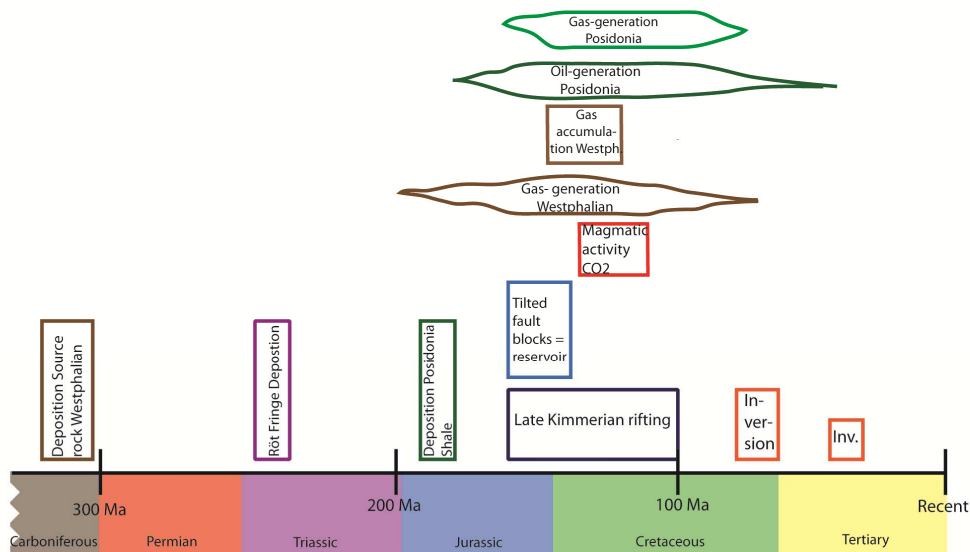 Gas-generation
Posidonia
Oil-generation
Posidonia
Gas
accumula-
tion Westph.
Gas- generation
Westphalian
Magmatic
activity
CO2
Tilted
fault
blocks =
reservoir
Deposition Source
rock Westphalian
Röt Fringe Depostion
Deposition Posidonia
Shale
Late Kimmerian rifting
In-
ver-
sion
Inv.
300 Ma
200 Ma
100 Ma
Recent
Carboniferous
Permian
Triassic
Jurassic
Cretaceous
Tertiary